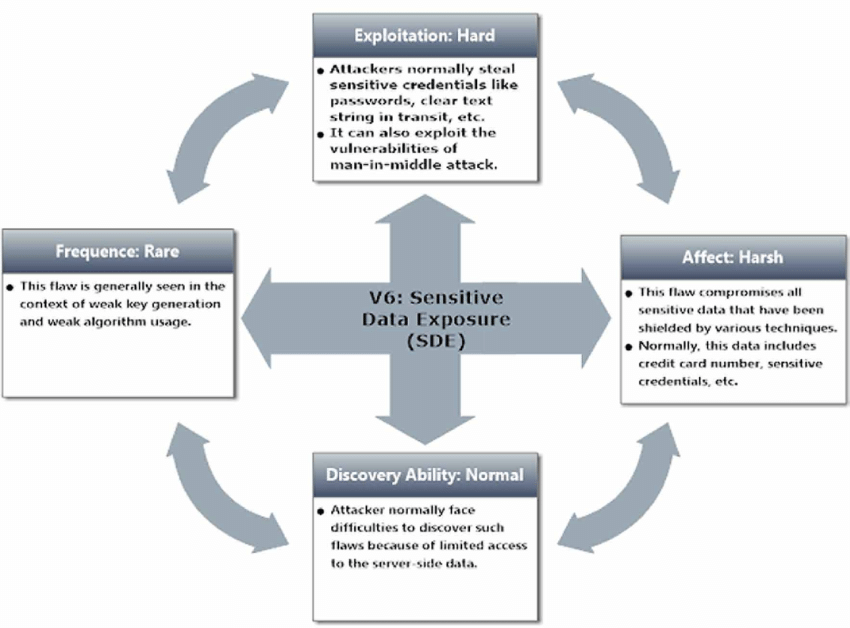 Exploitation: Hard
• Attackers normally steal
sensitive credentials like
passwords, clear text
string in transit, etc.
• It can also exploit the
vulnerabilities of
man-in-middle attack.
Frequence: Rare
• This flaw is generally seen in the
context of weak key generation
and weak algorithm usage.
V6: Sensitive
Data Exposure
(SDE)
Affect: Harsh
• This flaw compromises all
sensitive data that have been
shielded by various techniques.
• Normally, this data includes
credit card number, sensitive
credentials, etc.
Discovery Ability: Normal
• Attacker normally face
difficulties to discover such
flaws because of limited access
to the server-side data.